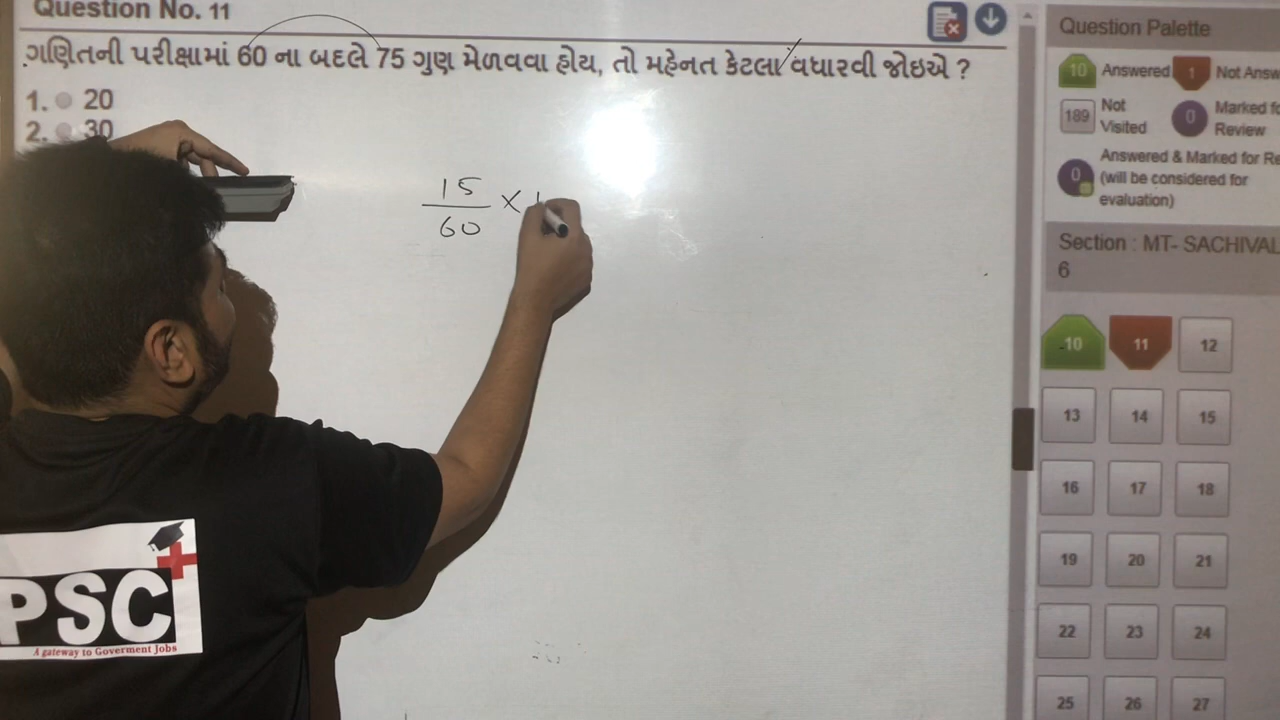 Question No. 11
ગણિતની પરીક્ષામાં 60 ના બદલે 75 ગુણ મેળવવા હોય, તો મહેનત કેટલા વધારવી જોઇએ ?
1. 20
2. 30
15
60 ×
PSC
A gateway to Goverment Jobs
Question Palette
10 Answered 1 Not Answ
189 Not Visited 0 Marked fo Review
0 Answered & Marked for Re
(will be considered for
evaluation)
Section : MT- SACHIVAL
6
10 11 12
13 14 15
16 17 18
19 20 21
22 23 24
25 26 27